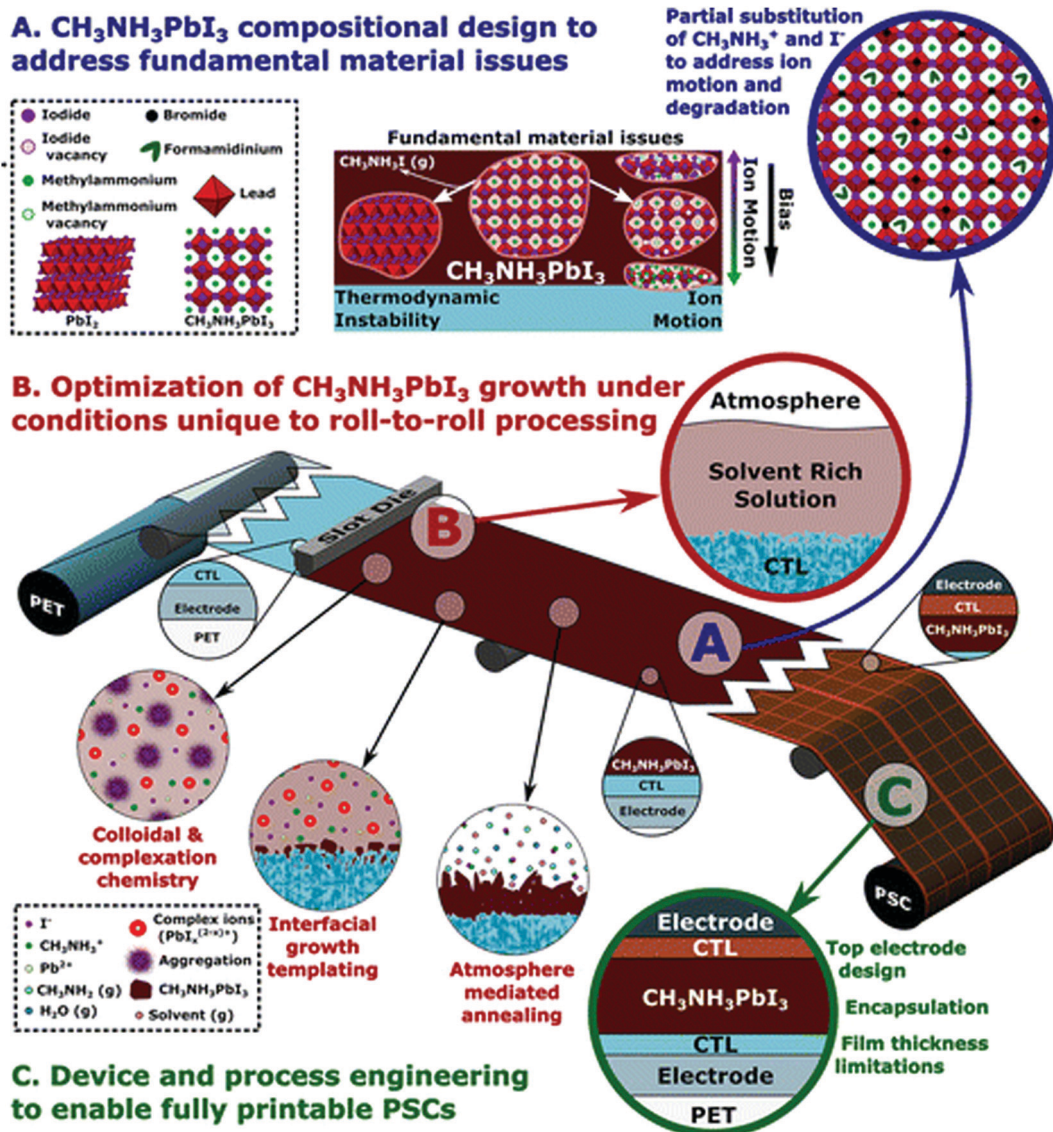 A. CH₃NH₃PbI₃ compositional design to
address fundamental material issues
Partial substitution
of CH₃NH₃⁺ and I⁻
to address ion
motion and
degradation
Iodide
Bromide
Iodide
vacancy
Formamidinium
Methylammonium
Methylammonium
vacancy
Lead
PbI₂
CH₃NH₃PbI₃
Fundamental material issues
CH₃NH₃I (g)
CH₃NH₃PbI₃
Thermodynamic
Instability
Ion
Motion
Ion Motion
Bias
B. Optimization of CH₃NH₃PbI₃ growth under
conditions unique to roll-to-roll processing
Atmosphere
Solvent Rich
Solution
CTL
Slot Die
B
PET
CTL
Electrode
PET
A
Electrode
CTL
CH₃NH₃PbI₃
CH₃NH₃PbI₃
CTL
Electrode
C
PSC
Colloidal &
complexation
chemistry
Interfacial
growth
templating
Atmosphere
mediated
annealing
I⁻
CH₃NH₃⁺
Pb²⁺
CH₃NH₂ (g)
H₂O (g)
Complex ions
(PbIₓ⁽²⁻ˣ⁾⁺)
Aggregation
CH₃NH₃PbI₃
Solvent (g)
Electrode
CTL
CH₃NH₃PbI₃
CTL
Electrode
PET
Top electrode
design
Encapsulation
Film thickness
limitations
C. Device and process engineering
to enable fully printable PSCs